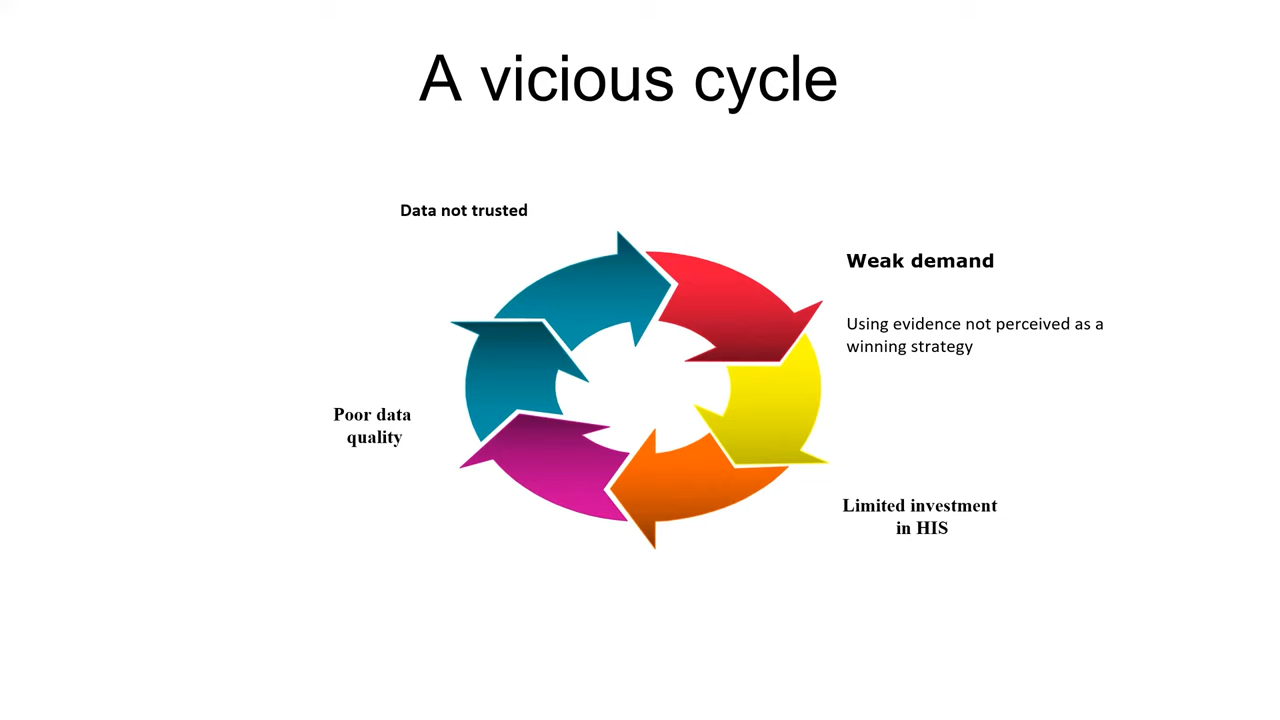 A vicious cycle
Data not trusted
Weak demand
Using evidence not perceived as a
winning strategy
Poor data
quality
Limited investment
in HIS